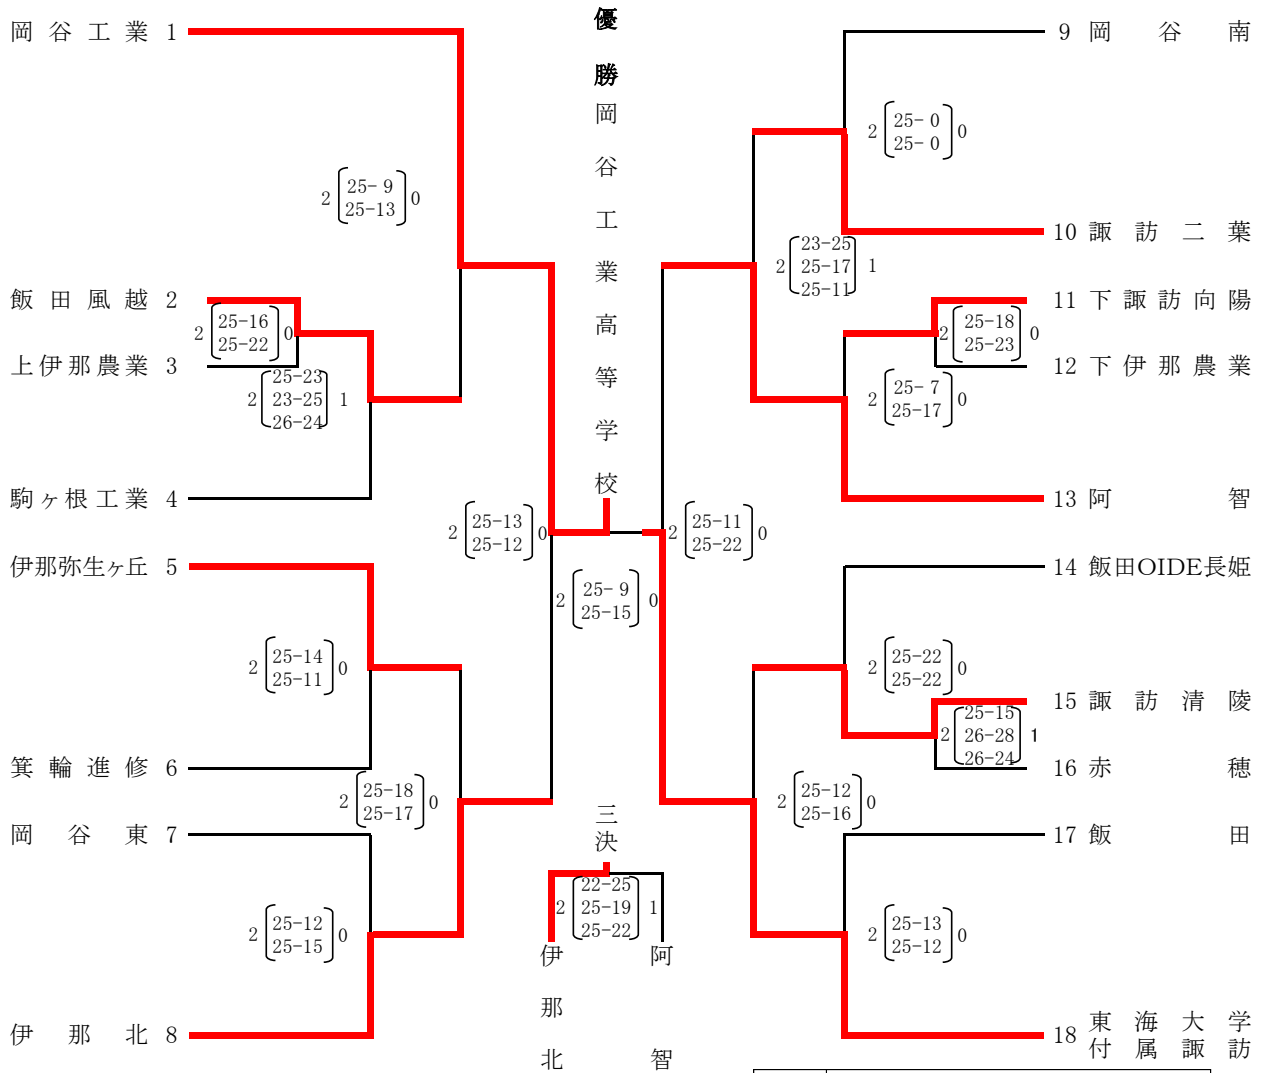 優勝
岡谷工業高等学校
岡谷工業 1
2 25-9 0
25-13
飯田風越 2
2 25-16 0
25-22
上伊那農業 3
25-23
2 23-25 1
26-24
駒ヶ根工業 4
2 25-13 0
25-12
伊那弥生ヶ丘 5
2 25-14 0
25-11
箕輪進修 6
2 25-18 0
25-17
岡谷東 7
2 25-12 0
25-15
伊那北 8
2 25-9 0
25-15
三決
22-25
2 25-19 1
25-22
伊那北
阿智
9 岡谷南
2 25-0 0
25-0
10 諏訪二葉
23-25
2 25-17 1
25-11
11 下諏訪向陽
2 25-18 0
25-23
12 下伊那農業
2 25-7 0
25-17
13 阿智
2 25-11 0
25-22
14 飯田OIDE長姫
2 25-22 0
25-22
15 諏訪清陵
25-15
2 26-28 1
26-24
16 赤穂
2 25-12 0
25-16
17 飯田
2 25-13 0
25-12
18 東海大学
付属諏訪